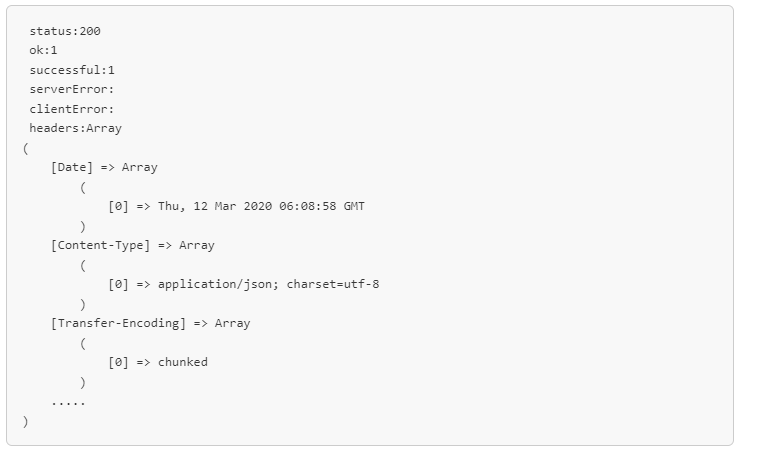 status:200
ok:1
successful:1
serverError:
clientError:
headers:Array
(
    [Date] => Array
        (
            [0] => Thu, 12 Mar 2020 06:08:58 GMT
        )
    [Content-Type] => Array
        (
            [0] => application/json; charset=utf-8
        )
    [Transfer-Encoding] => Array
        (
            [0] => chunked
        )
    .....
)